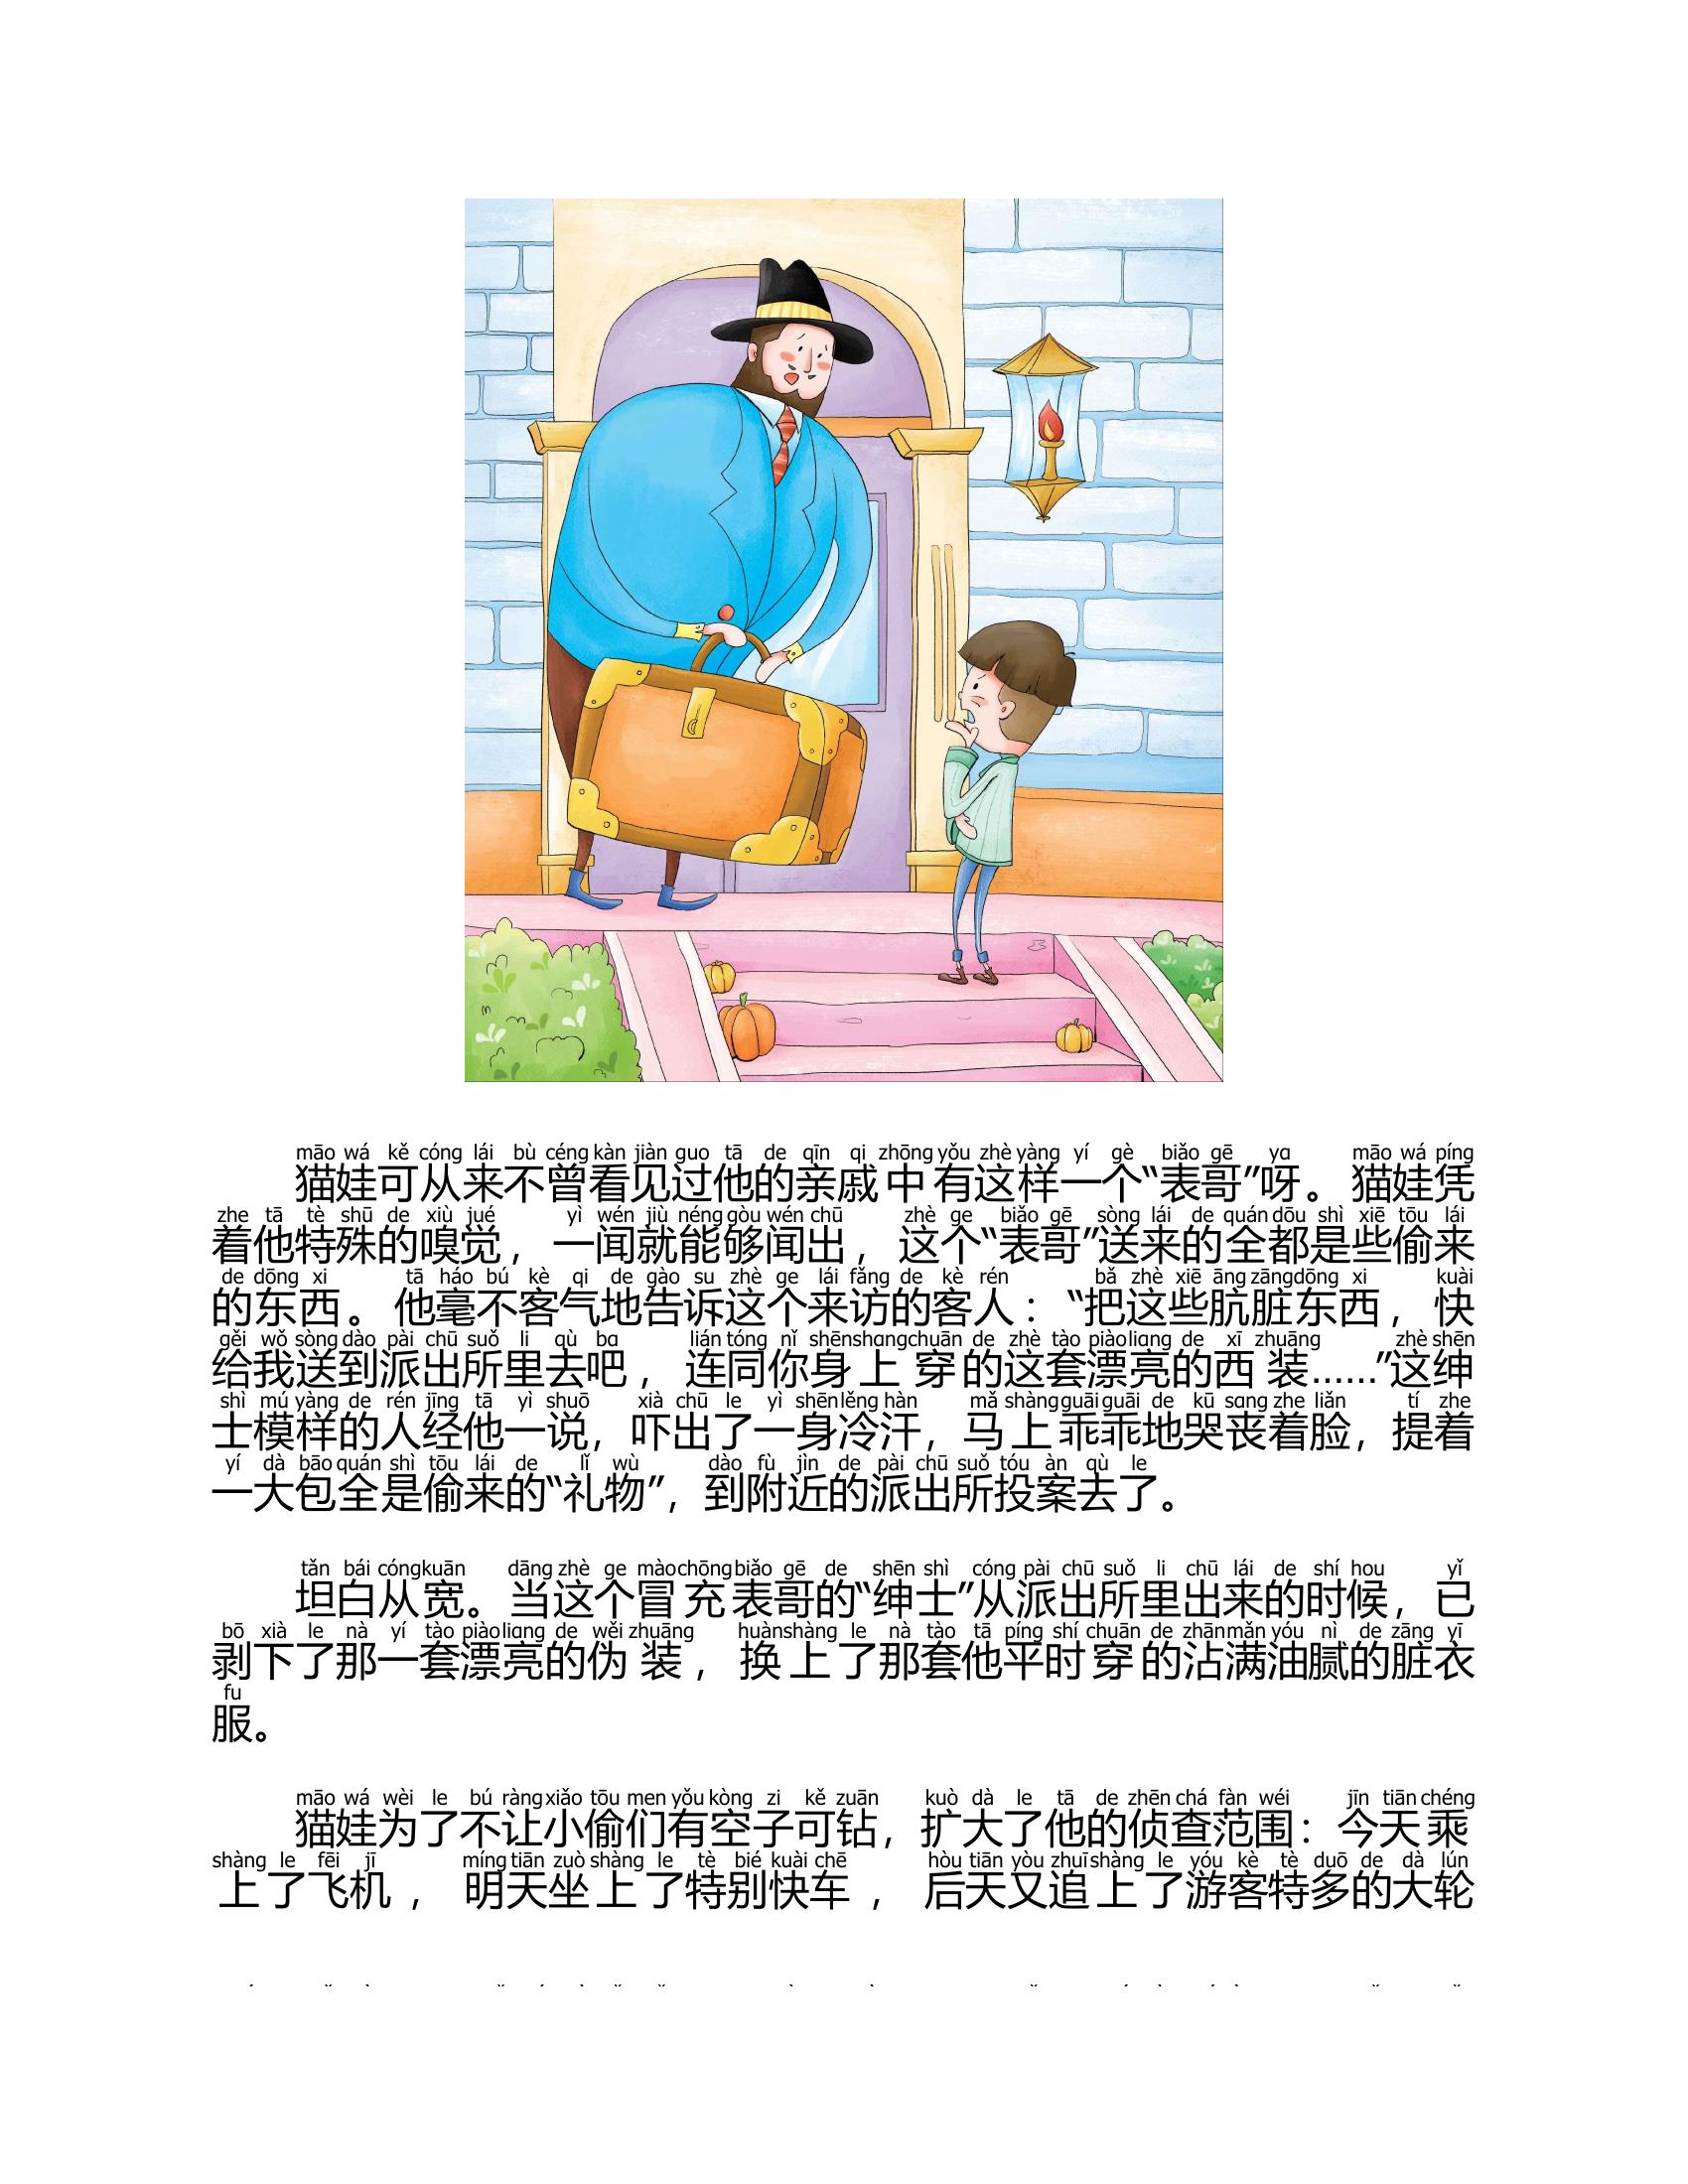 māo wá kě cóng lái bù céng kàn jiàn guo tā de qīn qi zhōng yǒu zhè yàng yí gè biǎo gē ya māo wá píng
猫娃可从来不曾看见过他的亲戚中有这样一个“表哥”呀。猫娃凭
zhe tā tè shū de xiù jué yì wén jiù néng gòu wén chū zhè ge biǎo gē sòng lái de quán dōu shì xiē tōu lái
着他特殊的嗅觉，一闻就能够闻出，这个“表哥”送来的全都是些偷来
de dōng xi tā háo bú kè qi de gào su zhè ge lái fǎng de kè rén bǎ zhè xiē āng zāng dōng xi kuài
的东西。他毫不客气地告诉这个来访的客人：“把这些肮脏东西，快
gěi wǒ sòng dào pài chū suǒ li qù ba lián tóng nǐ shēn shang chuān de zhè tào piào liang de xī zhuāng zhè shēn
给我送到派出所里去吧，连同你身上穿的这套漂亮的西装……”这绅
shì mú yàng de rén jīng tā yì shuō xià chū le yì shēn lěng hàn mǎ shàng guāi guāi de kū sang zhe liǎn tí zhe
士模样的人经他一说，吓出了一身冷汗，马上乖乖地哭丧着脸，提着
yí dà bāo quán shì tōu lái de lǐ wù dào fù jìn de pài chū suǒ tóu àn qù le
一大包全是偷来的“礼物”，到附近的派出所投案去了。
tǎn bái cóng kuān dāng zhè ge mào chōng biǎo gē de shēn shì cóng pài chū suǒ li chū lái de shí hou yǐ
坦白从宽。当这个冒充表哥的“绅士”从派出所里出来的时候，已
bō xià le nà yí tào piào liang de wěi zhuāng huàn shàng le nà tào tā píng shí chuān de zhān mǎn yóu nì de zāng yī
剥下了那一套漂亮的伪装，换上了那套他平时穿的沾满油腻的脏衣
fu
服。
māo wá wèi le bú ràng xiǎo tōu men yǒu kòng zi kě zuān kuò dà le tā de zhēn chá fàn wéi jīn tiān chéng
猫娃为了不让小偷们有空子可钻，扩大了他的侦查范围：今天乘
shàng le fēi jī míng tiān zuò shàng le tè bié kuài chē hòu tiān yòu zhuī shàng le yóu kè tè duō de dà lún
上了飞机，明天坐上了特别快车，后天又追上了游客特多的大轮